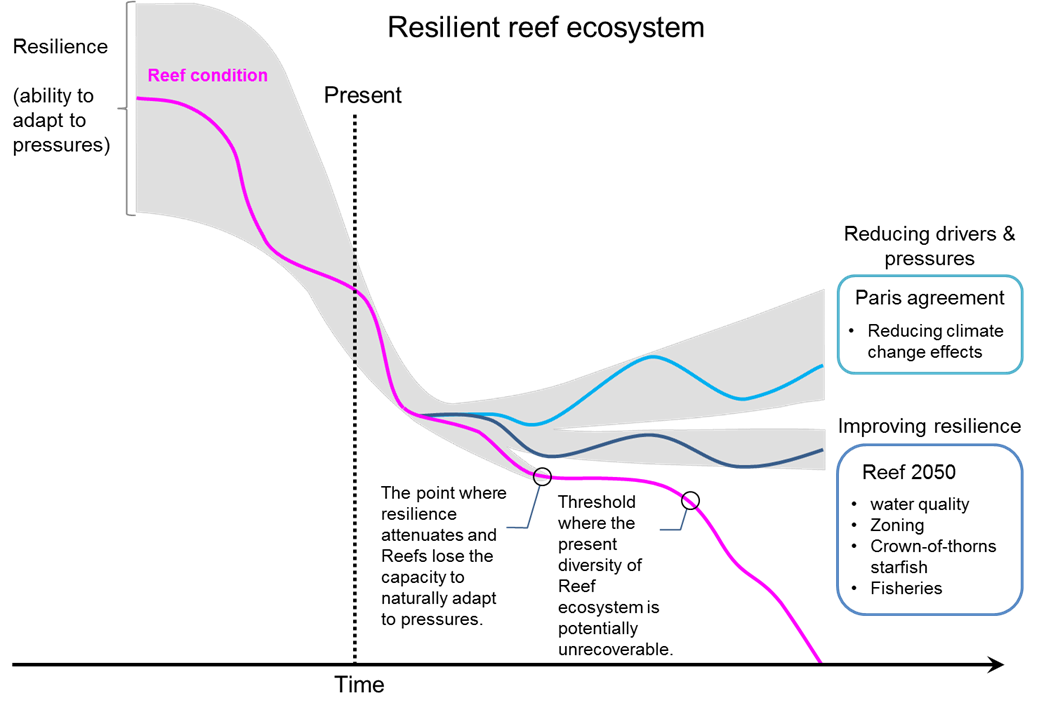 Resilient reef ecosystem
Resilience
(ability to
adapt to
pressures)
Reef condition
Present
Reducing drivers &
pressures
Paris agreement
• Reducing climate
change effects
Improving resilience
Reef 2050
• water quality
• Zoning
• Crown-of-thorns
starfish
• Fisheries
The point where
resilience
attenuates and
Reefs lose the
capacity to
naturally adapt
to pressures.
Threshold
where the
present
diversity of
Reef
ecosystem is
potentially
unrecoverable.
Time